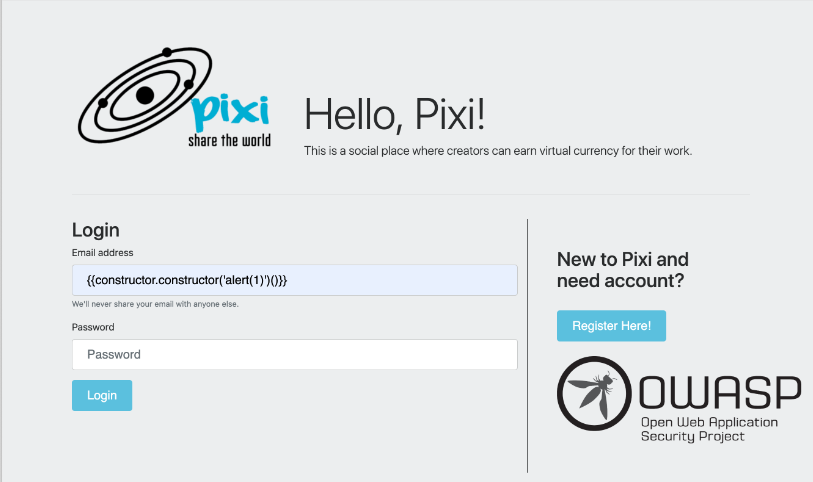 pixi
share the world
Hello, Pixi!
This is a social place where creators can earn virtual currency for their work.
Login
Email address
{{constructor.constructor('alert(1)')()}}
We'll never share your email with anyone else.
Password
Password
Login
New to Pixi and
need account?
Register Here!
OWASP
Open Web Application
Security Project